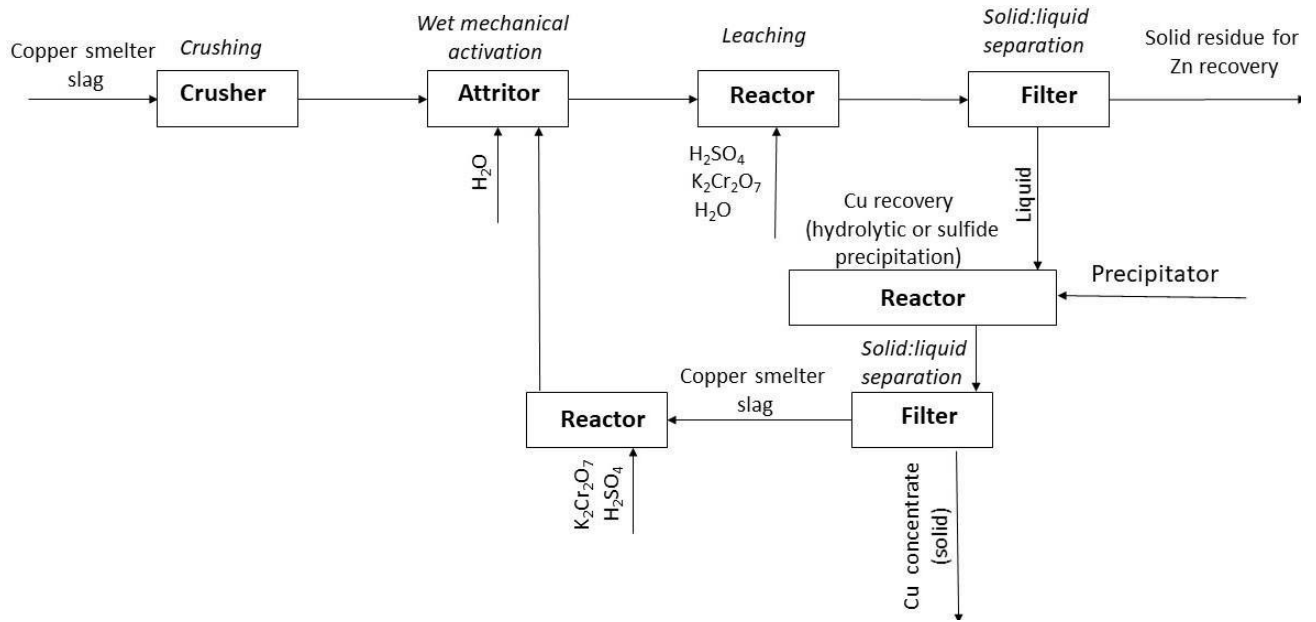 Copper smelter
slag
Crushing
Crusher
Wet mechanical
activation
Attritor
H₂O
Leaching
Reactor
H₂SO₄
K₂Cr₂O₇
H₂O
Solid:liquid
separation
Filter
Solid residue for
Zn recovery
Liquid
Cu recovery
(hydrolytic or sulfide
precipitation)
Reactor
Precipitator
Solid:liquid
separation
Filter
Copper smelter
slag
Reactor
K₂Cr₂O₇
H₂SO₄
Cu concentrate
(solid)